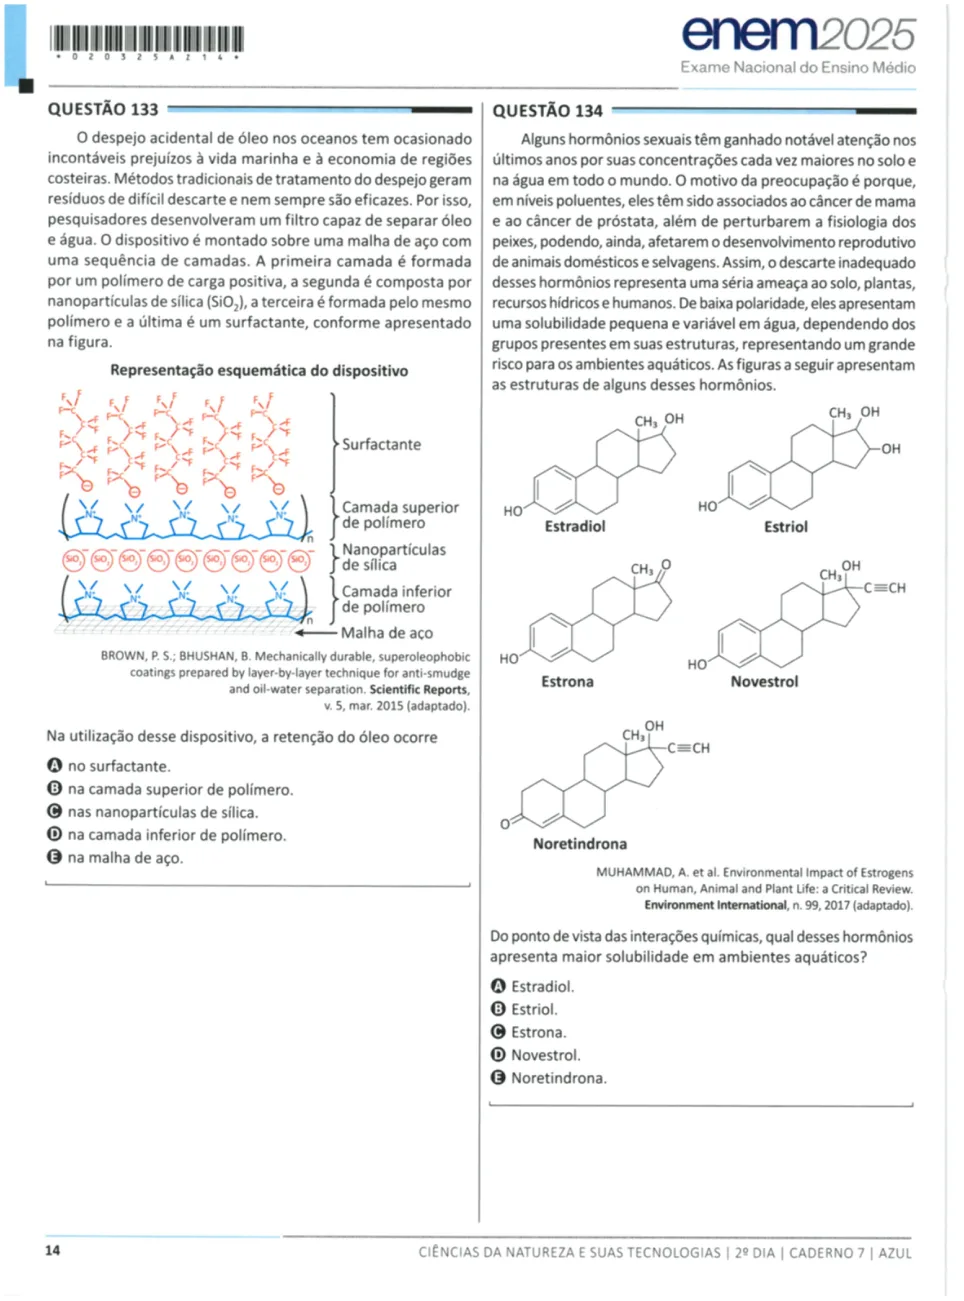 * 0 2 0 3 2 5 A Z 1 4 *
enem2025
Exame Nacional do Ensino Médio
QUESTÃO 133
O despejo acidental de óleo nos oceanos tem ocasionado
incontáveis prejuízos à vida marinha e à economia de regiões
costeiras. Métodos tradicionais de tratamento do despejo geram
resíduos de difícil descarte e nem sempre são eficazes. Por isso,
pesquisadores desenvolveram um filtro capaz de separar óleo
e água. O dispositivo é montado sobre uma malha de aço com
uma sequência de camadas. A primeira camada é formada
por um polímero de carga positiva, a segunda é composta por
nanopartículas de sílica (SiO₂), a terceira é formada pelo mesmo
polímero e a última é um surfactante, conforme apresentado
na figura.
Representação esquemática do dispositivo
Surfactante
Camada superior
de polímero
Nanopartículas
de sílica
Camada inferior
de polímero
Malha de aço
BROWN, P. S.; BHUSHAN, B. Mechanically durable, superoleophobic
coatings prepared by layer-by-layer technique for anti-smudge
and oil-water separation. Scientific Reports,
v. 5, mar. 2015 (adaptado).
Na utilização desse dispositivo, a retenção do óleo ocorre
A no surfactante.
B na camada superior de polímero.
C nas nanopartículas de sílica.
D na camada inferior de polímero.
E na malha de aço.
QUESTÃO 134
Alguns hormônios sexuais têm ganhado notável atenção nos
últimos anos por suas concentrações cada vez maiores no solo e
na água em todo o mundo. O motivo da preocupação é porque,
em níveis poluentes, eles têm sido associados ao câncer de mama
e ao câncer de próstata, além de perturbarem a fisiologia dos
peixes, podendo, ainda, afetarem o desenvolvimento reprodutivo
de animais domésticos e selvagens. Assim, o descarte inadequado
desses hormônios representa uma séria ameaça ao solo, plantas,
recursos hídricos e humanos. De baixa polaridade, eles apresentam
uma solubilidade pequena e variável em água, dependendo dos
grupos presentes em suas estruturas, representando um grande
risco para os ambientes aquáticos. As figuras a seguir apresentam
as estruturas de alguns desses hormônios.
CH₃ OH
HO
Estradiol
CH₃ OH
OH
HO
Estriol
CH₃ O
HO
Estrona
OH
CH₃
C≡CH
HO
Novestrol
OH
CH₃
C≡CH
O
Noretindrona
MUHAMMAD, A. et al. Environmental Impact of Estrogens
on Human, Animal and Plant Life: a Critical Review.
Environment International, n. 99, 2017 (adaptado).
Do ponto de vista das interações químicas, qual desses hormônios
apresenta maior solubilidade em ambientes aquáticos?
A Estradiol.
B Estriol.
C Estrona.
D Novestrol.
E Noretindrona.
14
CIÊNCIAS DA NATUREZA E SUAS TECNOLOGIAS | 2º DIA | CADERNO 7 | AZUL